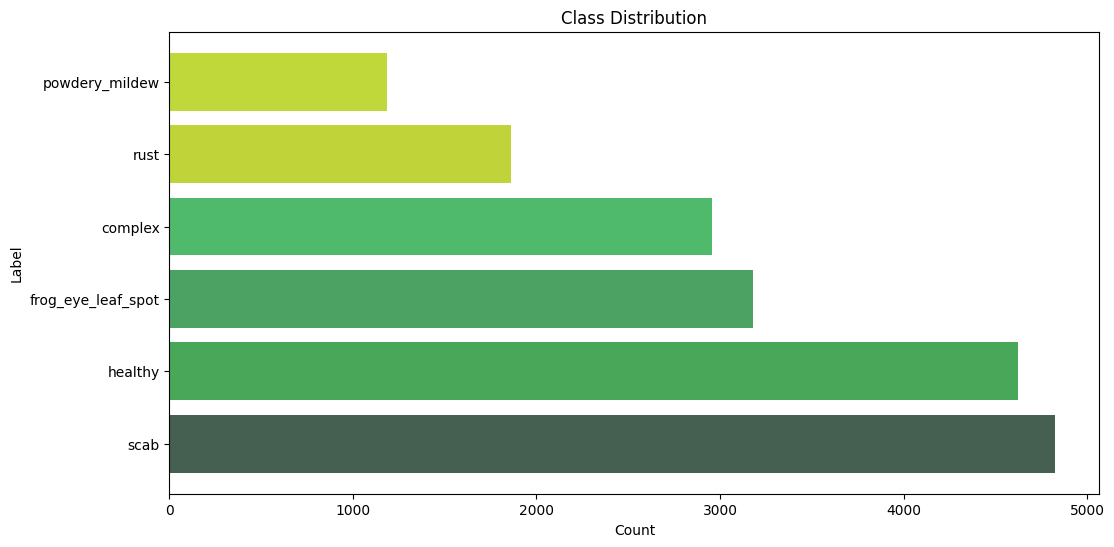 Class Distribution
Label
powdery_mildew
rust
complex
frog_eye_leaf_spot
healthy
scab
0 1000 2000 3000 4000 5000
Count